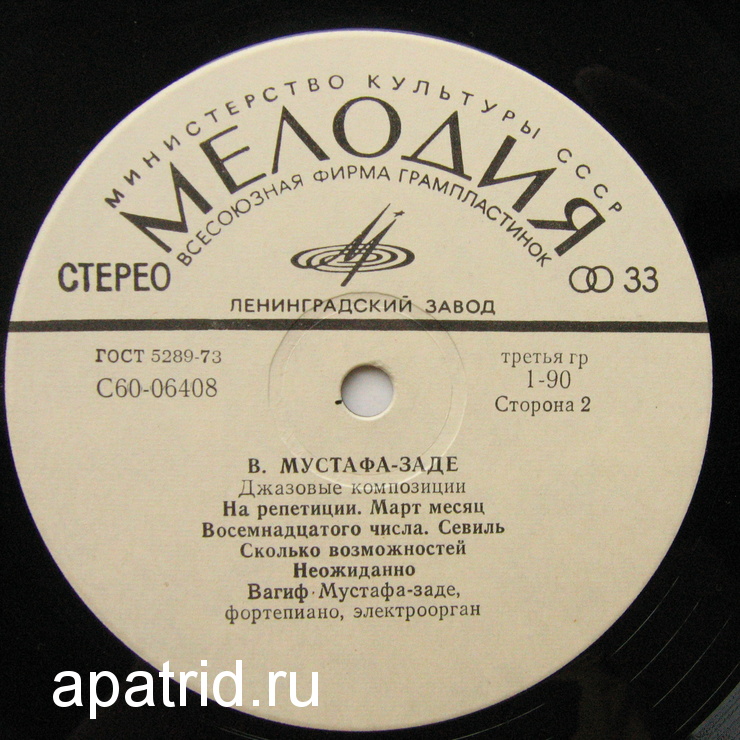 МИНИСТЕРСТВО КУЛЬТУРЫ СССР
МЕЛОДИЯ
ВСЕСОЮЗНАЯ ФИРМА ГРАМПЛАСТИНОК
СТЕРЕО
33
ЛЕНИНГРАДСКИЙ ЗАВОД
ГОСТ 5289-73
С60-06408
третья гр
1-90
Сторона 2
В. МУСТАФА-ЗАДЕ
Джазовые композиции
На репетиции. Март месяц
Восемнадцатого числа. Севиль
Сколько возможностей
Неожиданно
Вагиф Мустафа-заде,
фортепиано, электроорган
apatrid.ru